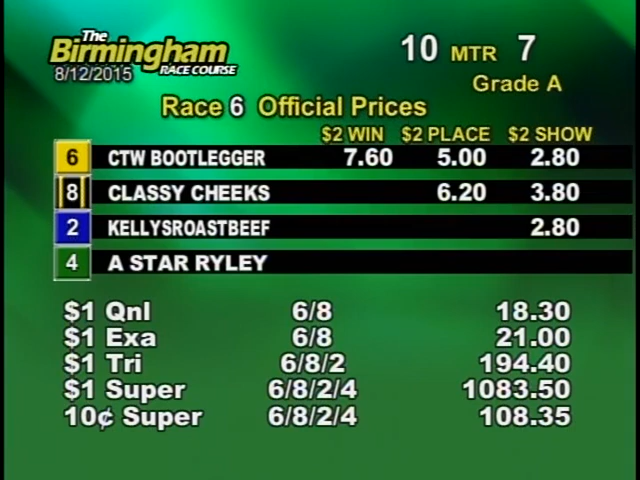 The
Birmingham
RACE COURSE
8/12/2015
10 MTR 7
Grade A
Race 6 Official Prices
$2 WIN $2 PLACE $2 SHOW
6 CTW BOOTLEGGER 7.60 5.00 2.80
8 CLASSY CHEEKS 6.20 3.80
2 KELLYSROASTBEEF 2.80
4 A STAR RYLEY
$1 Qnl 6/8 18.30
$1 Exa 6/8 21.00
$1 Tri 6/8/2 194.40
$1 Super 6/8/2/4 1083.50
10¢ Super 6/8/2/4 108.35